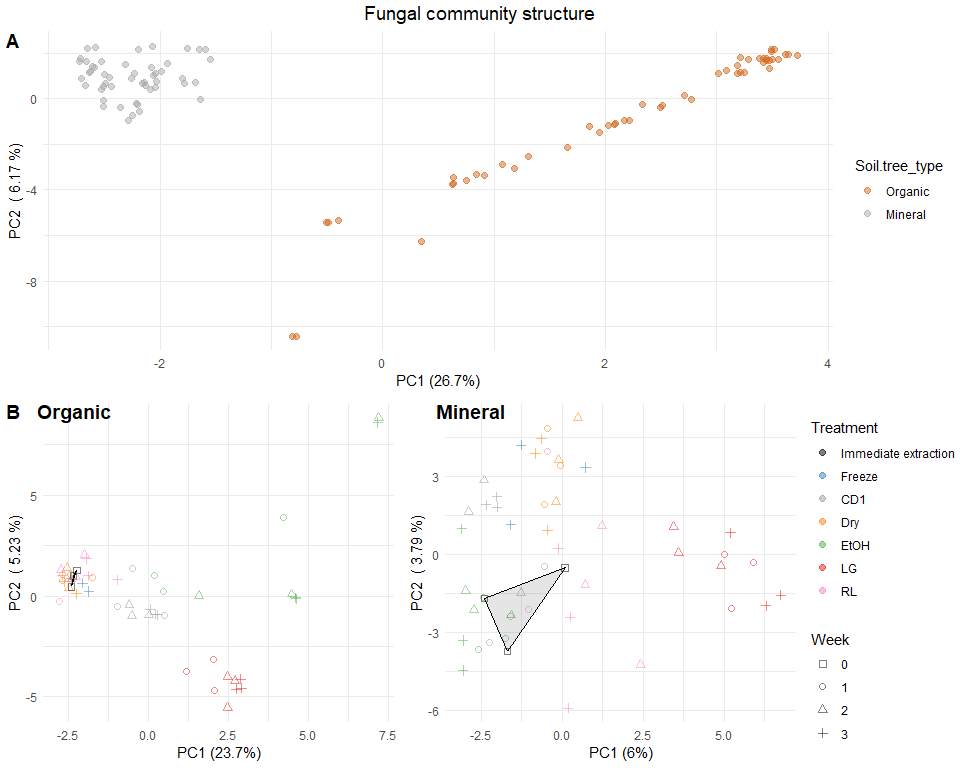 Fungal community structure
A
0
-4
-8
PC2 ( 6.17 %)
-2
0
2
4
PC1 (26.7%)
Soil.tree_type
Organic
Mineral
B Organic
5
0
-5
PC2 ( 5.23 %)
-2.5
0.0
2.5
5.0
7.5
PC1 (23.7%)
Mineral
3
0
-3
-6
PC2 ( 3.79 %)
-2.5
0.0
2.5
5.0
PC1 (6%)
Treatment
Immediate extraction
Freeze
CD1
Dry
EtOH
LG
RL
Week
0
1
2
3